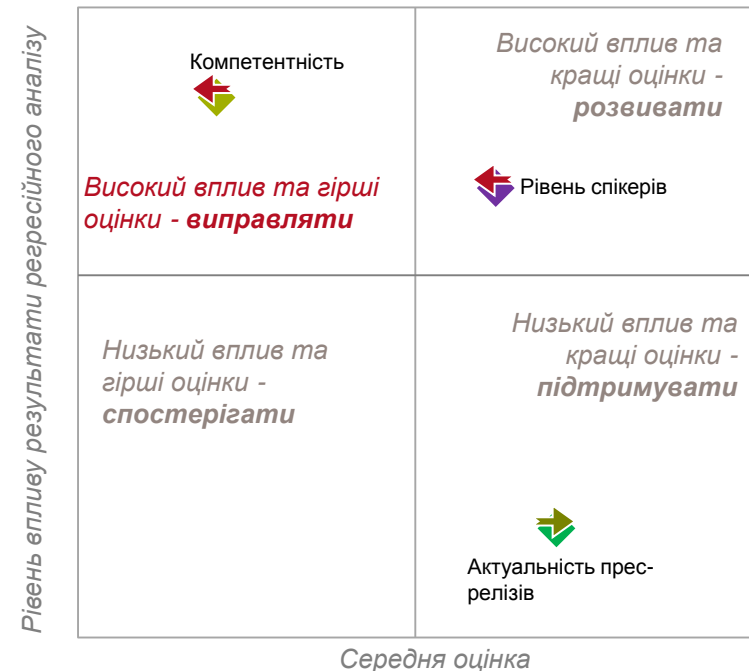 Рівень впливу результати регресійного аналізу
Компетентність
Високий вплив та
кращі оцінки -
розвивати
Високий вплив та гірші
оцінки - виправляти
Рівень спікерів
Низький вплив та
гірші оцінки -
спостерігати
Низький вплив та
кращі оцінки -
підтримувати
Актуальність прес-
релізів
Середня оцінка